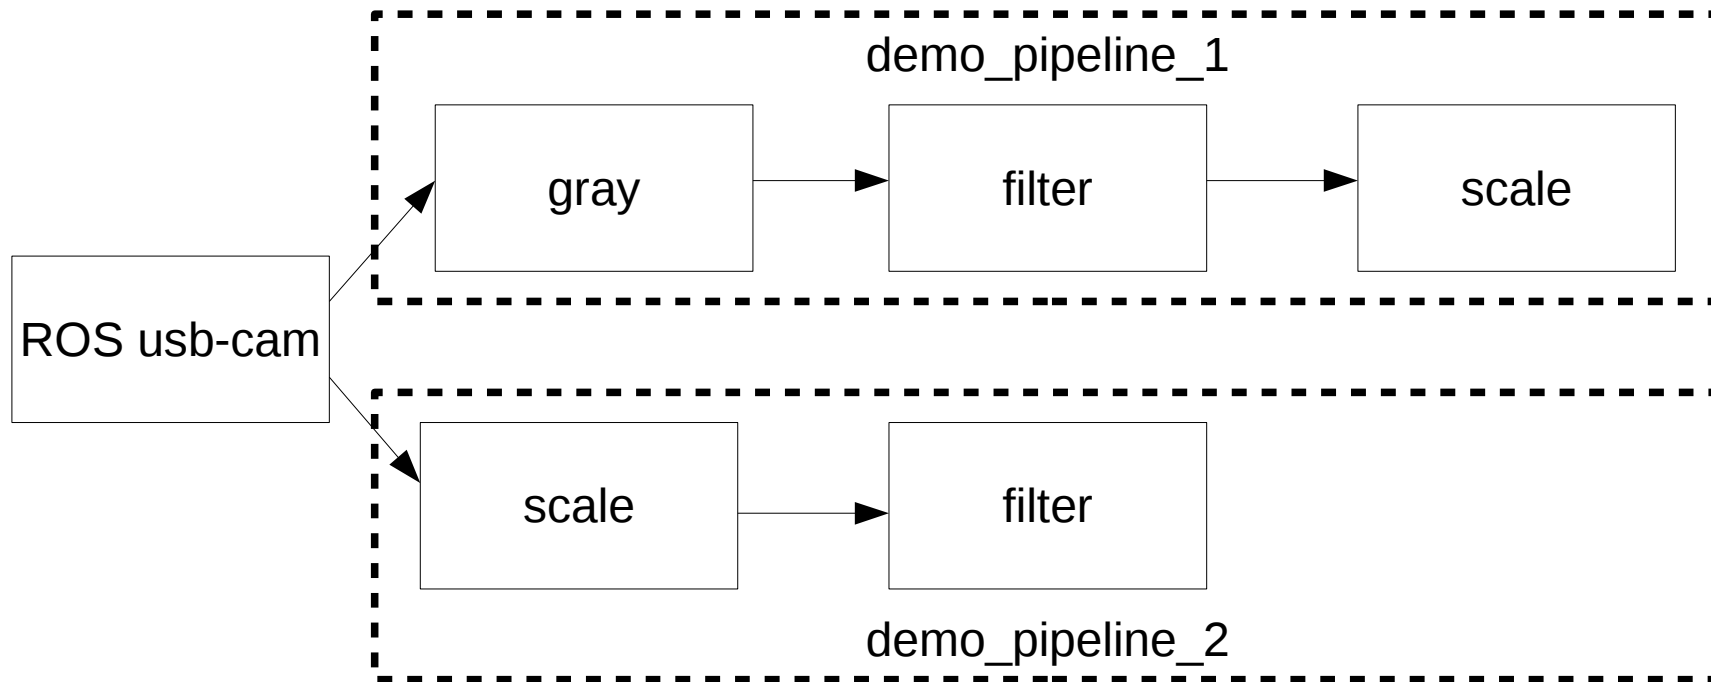 demo_pipeline_1
gray
filter
scale
ROS usb-cam
scale
filter
demo_pipeline_2